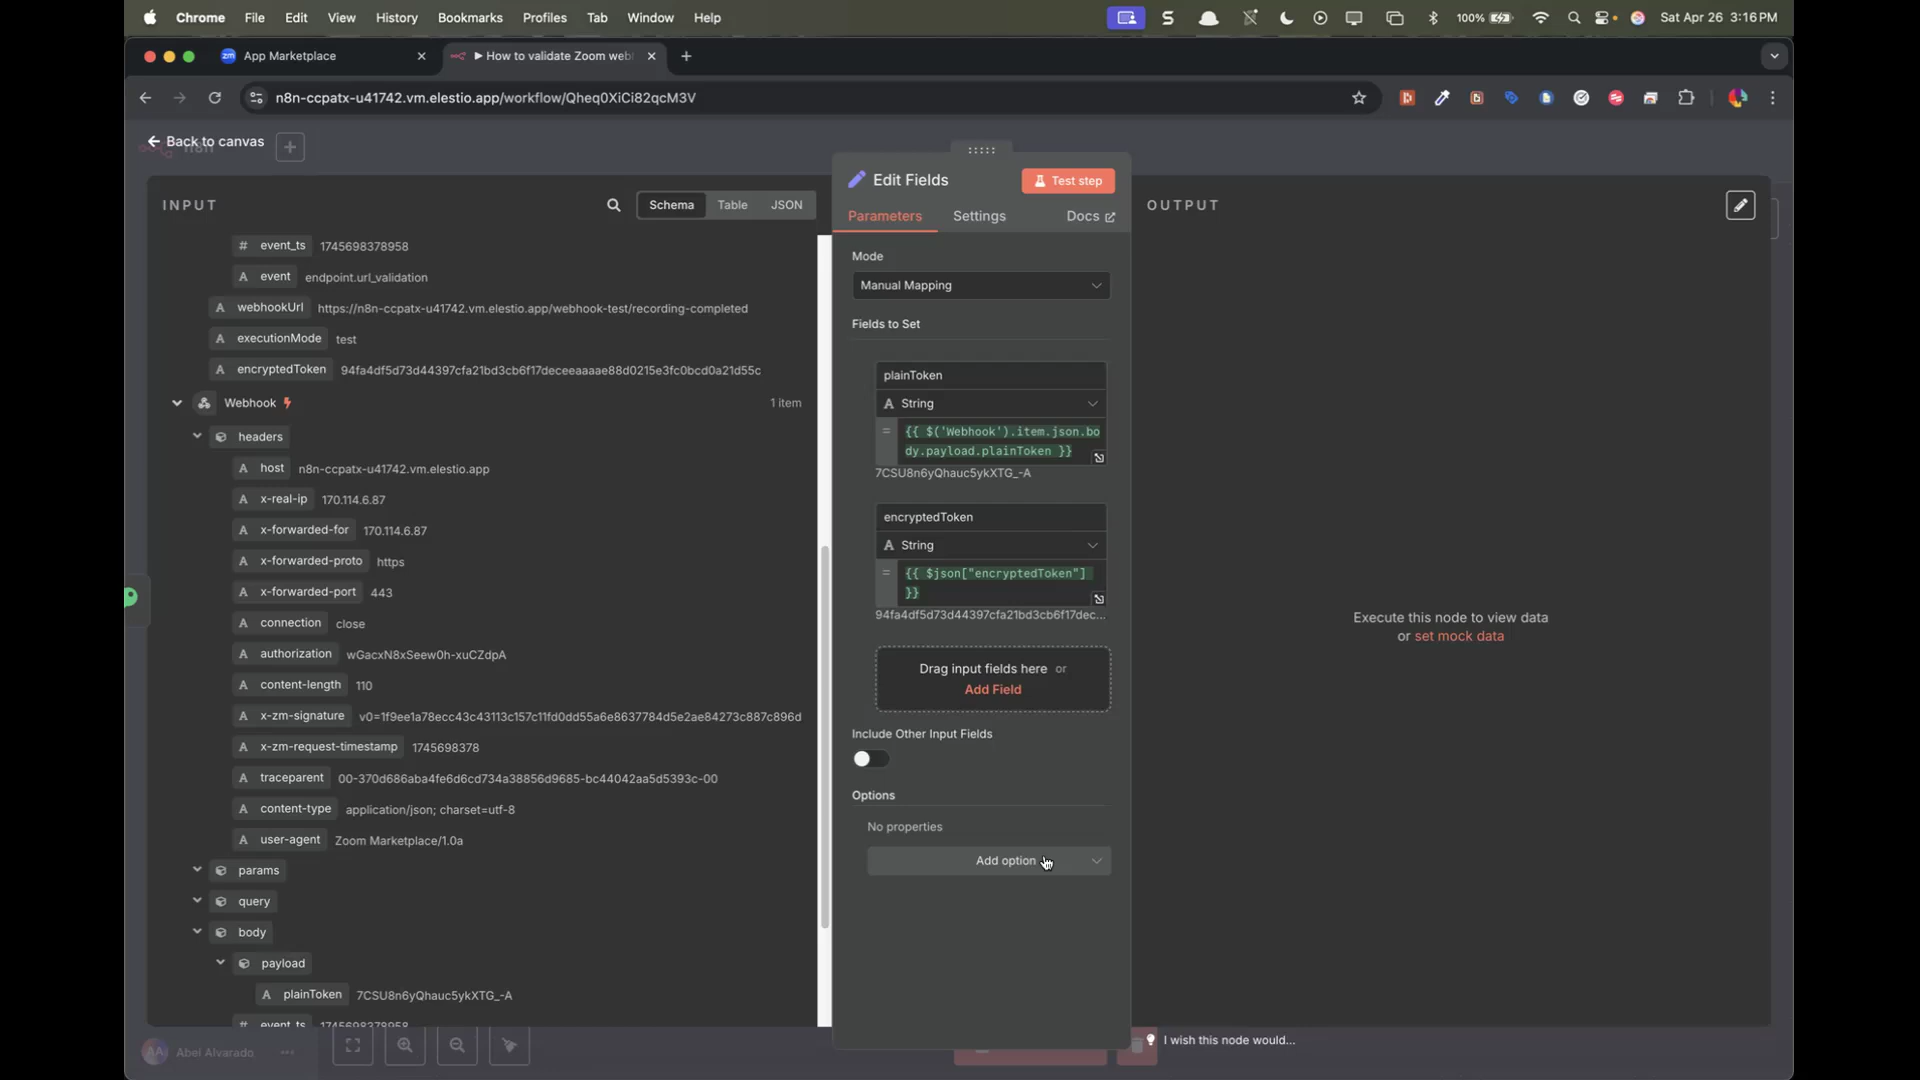 Chrome File Edit View History Bookmarks Profiles Tab Window Help 100% Sat Apr 26 3:16 PM
zm App Marketplace
How to validate Zoom web
n8n-ccpatx-u41742.vm.elestio.app/workflow/Qheq0XiCi82qcM3V
Back to canvas
n8n
INPUT
Schema Table JSON
# event_ts 1745698378958
A event endpoint.url_validation
A webhookUrl https://n8n-ccpatx-u41742.vm.elestio.app/webhook-test/recording-completed
A executionMode test
A encryptedToken 94fa4df5d73d44397cfa21bd3cb6f17deceeaaaae88d0215e3fc0bcd0a21d55c
Webhook 1 item
headers
A host n8n-ccpatx-u41742.vm.elestio.app
A x-real-ip 170.114.6.87
A x-forwarded-for 170.114.6.87
A x-forwarded-proto https
A x-forwarded-port 443
A connection close
A authorization wGacxN8xSeew0h-xuCZdpA
A content-length 110
A x-zm-signature v0=1f9ee1a78ecc43c43113c157c11fd0dd55a6e8637784d5e2ae84273c887c896d
A x-zm-request-timestamp 1745698378
A traceparent 00-370d686aba4fe6d6cd734a38856d9685-bc44042aa5d5393c-00
A content-type application/json; charset=utf-8
A user-agent Zoom Marketplace/1.0a
params
query
body
payload
A plainToken 7CSU8n6yQhauc5ykXTG_-A
# event_ts 1745698378958
AA Abel Alvarado
Edit Fields
Test step
Parameters Settings Docs
Mode
Manual Mapping
Fields to Set
plainToken
A String
= {{ $('Webhook').item.json.bo
dy.payload.plainToken }}
7CSU8n6yQhauc5ykXTG_-A
encryptedToken
A String
= {{ $json["encryptedToken"]
}}
94fa4df5d73d44397cfa21bd3cb6f17dec...
Drag input fields here or
Add Field
Include Other Input Fields
Options
No properties
Add option
OUTPUT
Execute this node to view data
or set mock data
I wish this node would...